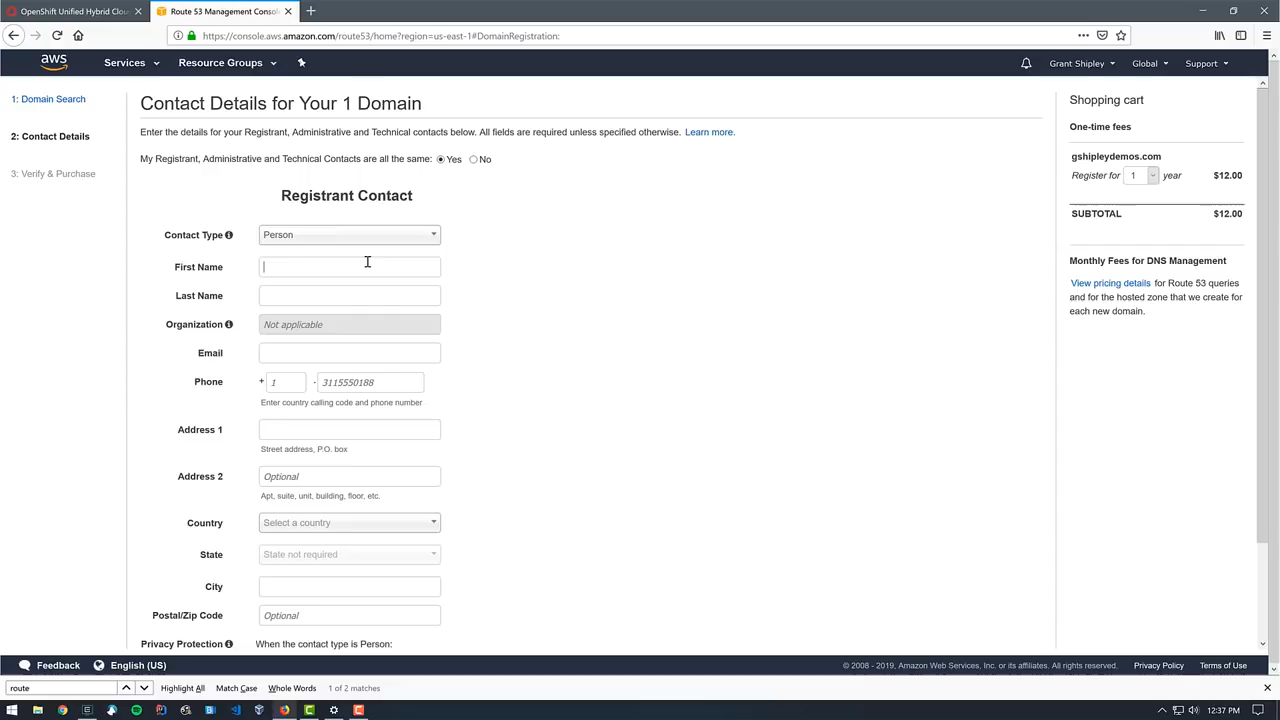 OpenShift Unified Hybrid Cloud
Route 53 Management Conso
https://console.aws.amazon.com/route53/home?region=us-east-1#DomainRegistration:
aws
Services
Resource Groups
Grant Shipley
Global
Support
1: Domain Search
2: Contact Details
3: Verify & Purchase
Contact Details for Your 1 Domain
Enter the details for your Registrant, Administrative and Technical contacts below. All fields are required unless specified otherwise. Learn more.
My Registrant, Administrative and Technical Contacts are all the same: Yes No
Registrant Contact
Contact Type Person
First Name
Last Name
Organization Not applicable
Email
Phone + 1 - 3115550188
Enter country calling code and phone number
Address 1
Street address, P.O. box
Address 2 Optional
Apt, suite, unit, building, floor, etc.
Country Select a country
State State not required
City
Postal/Zip Code Optional
Privacy Protection When the contact type is Person:
Shopping cart
One-time fees
gshipleydemos.com
Register for 1 year $12.00
SUBTOTAL $12.00
Monthly Fees for DNS Management
View pricing details for Route 53 queries
and for the hosted zone that we create for
each new domain.
Feedback English (US)
© 2008 - 2019, Amazon Web Services, Inc. or its affiliates. All rights reserved. Privacy Policy Terms of Use
route Highlight All Match Case Whole Words 1 of 2 matches
12:37 PM